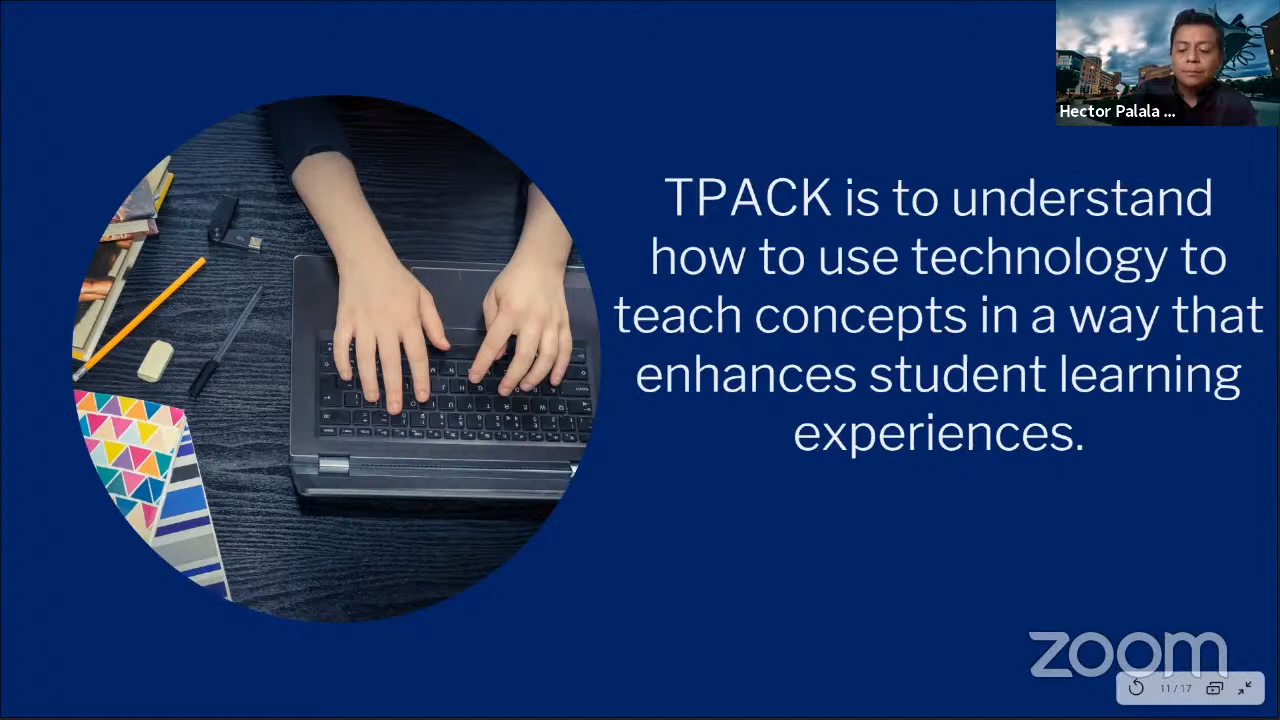 Hector Palala ...
TPACK is to understand
how to use technology to
teach concepts in a way that
enhances student learning
experiences.
zoom
11 / 17